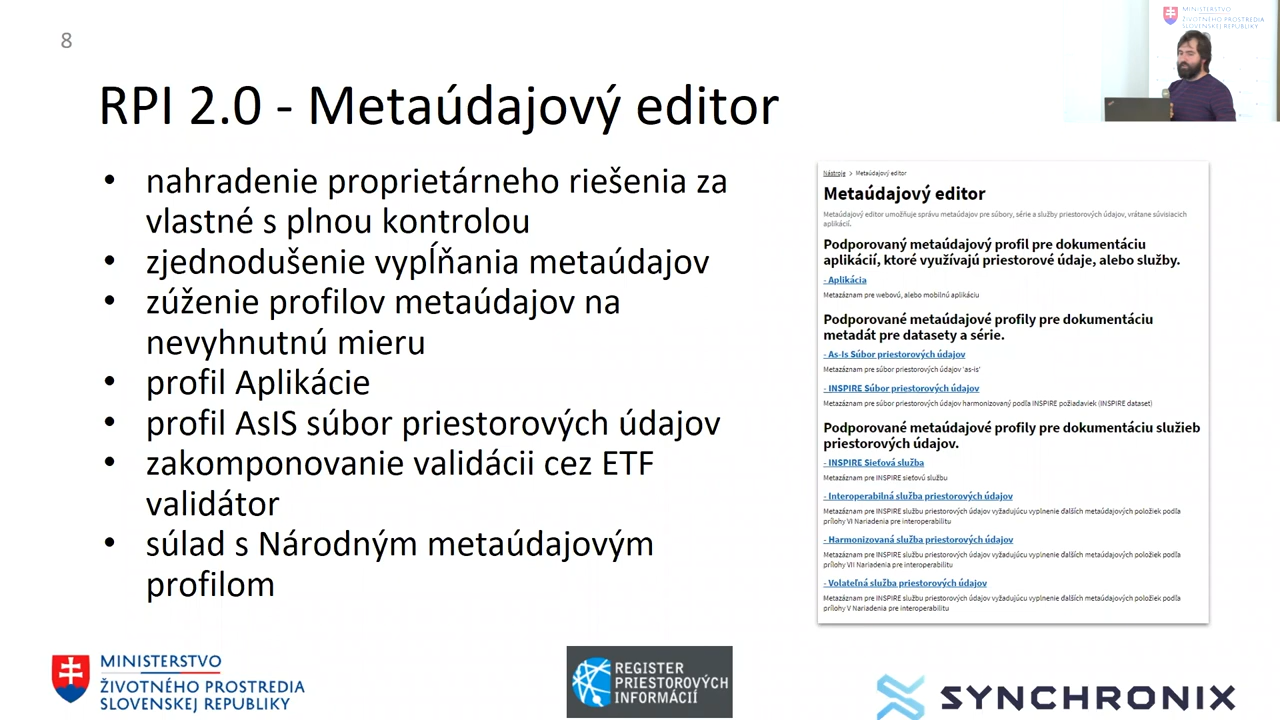 8
MINISTERSTVO
ŽIVOTNÉHO PROSTREDIA
SLOVENSKEJ REPUBLIKY
RPI 2.0 - Metaúdajový editor
• nahradenie proprietárneho riešenia za
vlastné s plnou kontrolou
• zjednodušenie vypĺňania metaúdajov
• zúženie profilov metaúdajov na
nevyhnutnú mieru
• profil Aplikácie
• profil AsIS súbor priestorových údajov
• zakomponovanie validácii cez ETF
validátor
• súlad s Národným metaúdajovým
profilom
Nástroje > Metaúdajový editor
Metaúdajový editor
Metaúdajový editor umožňuje správu metaúdajov pre súbory, série a služby priestorových údajov, vrátane súvisiacich
aplikácií.
Podporovaný metaúdajový profil pre dokumentáciu
aplikácií, ktoré využívajú priestorové údaje, alebo služby.
- Aplikácia
Metazáznam pre webovú, alebo mobilnú aplikáciu
Podporované metaúdajové profily pre dokumentáciu
metadát pre datasety a série.
- As-Is Súbor priestorových údajov
Metazáznam pre súbor priestorových údajov 'as-is'
- INSPIRE Súbor priestorových údajov
Metazáznam pre súbor priestorových údajov harmonizovaný podľa INSPIRE požiadaviek (INSPIRE dataset)
Podporované metaúdajové profily pre dokumentáciu služieb
priestorových údajov.
- INSPIRE Sieťová služba
Metazáznam pre INSPIRE sieťovú službu
- Interoperabilná služba priestorových údajov
Metazáznam pre INSPIRE službu priestorových údajov vyžadujúcu vyplnenie ďalších metaúdajových položiek podľa
prílohy VI Nariadenia pre interoperabilitu
- Harmonizovaná služba priestorových údajov
Metazáznam pre INSPIRE službu priestorových údajov vyžadujúcu vyplnenie ďalších metaúdajových položiek podľa
prílohy VII Nariadenia pre interoperabilitu
- Volateľná služba priestorových údajov
Metazáznam pre INSPIRE službu priestorových údajov vyžadujúcu vyplnenie ďalších metaúdajových položiek podľa
prílohy V Nariadenia pre interoperabilitu
MINISTERSTVO
ŽIVOTNÉHO PROSTREDIA
SLOVENSKEJ REPUBLIKY
REGISTER
PRIESTOROVÝCH
INFORMÁCIÍ
SYNCHRONIX